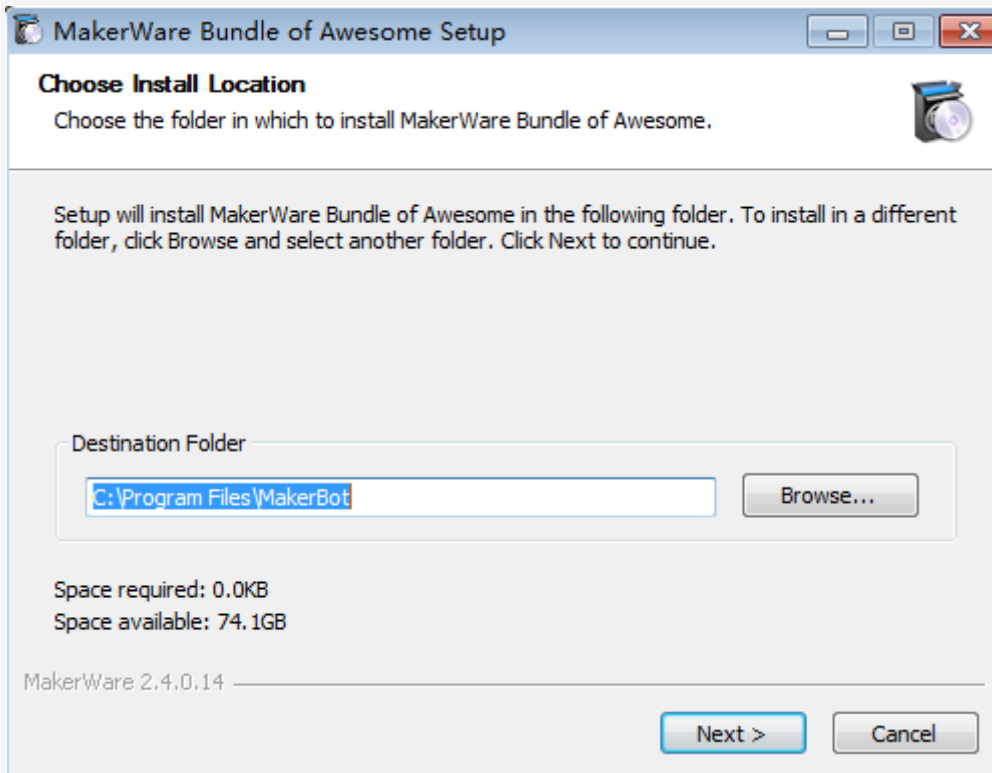 MakerWare Bundle of Awesome Setup
Choose Install Location
Choose the folder in which to install MakerWare Bundle of Awesome.
Setup will install MakerWare Bundle of Awesome in the following folder. To install in a different
folder, click Browse and select another folder. Click Next to continue.
Destination Folder
C:\Program Files\MakerBot
Browse...
Space required: 0.0KB
Space available: 74.1GB
MakerWare 2.4.0.14
Next >
Cancel